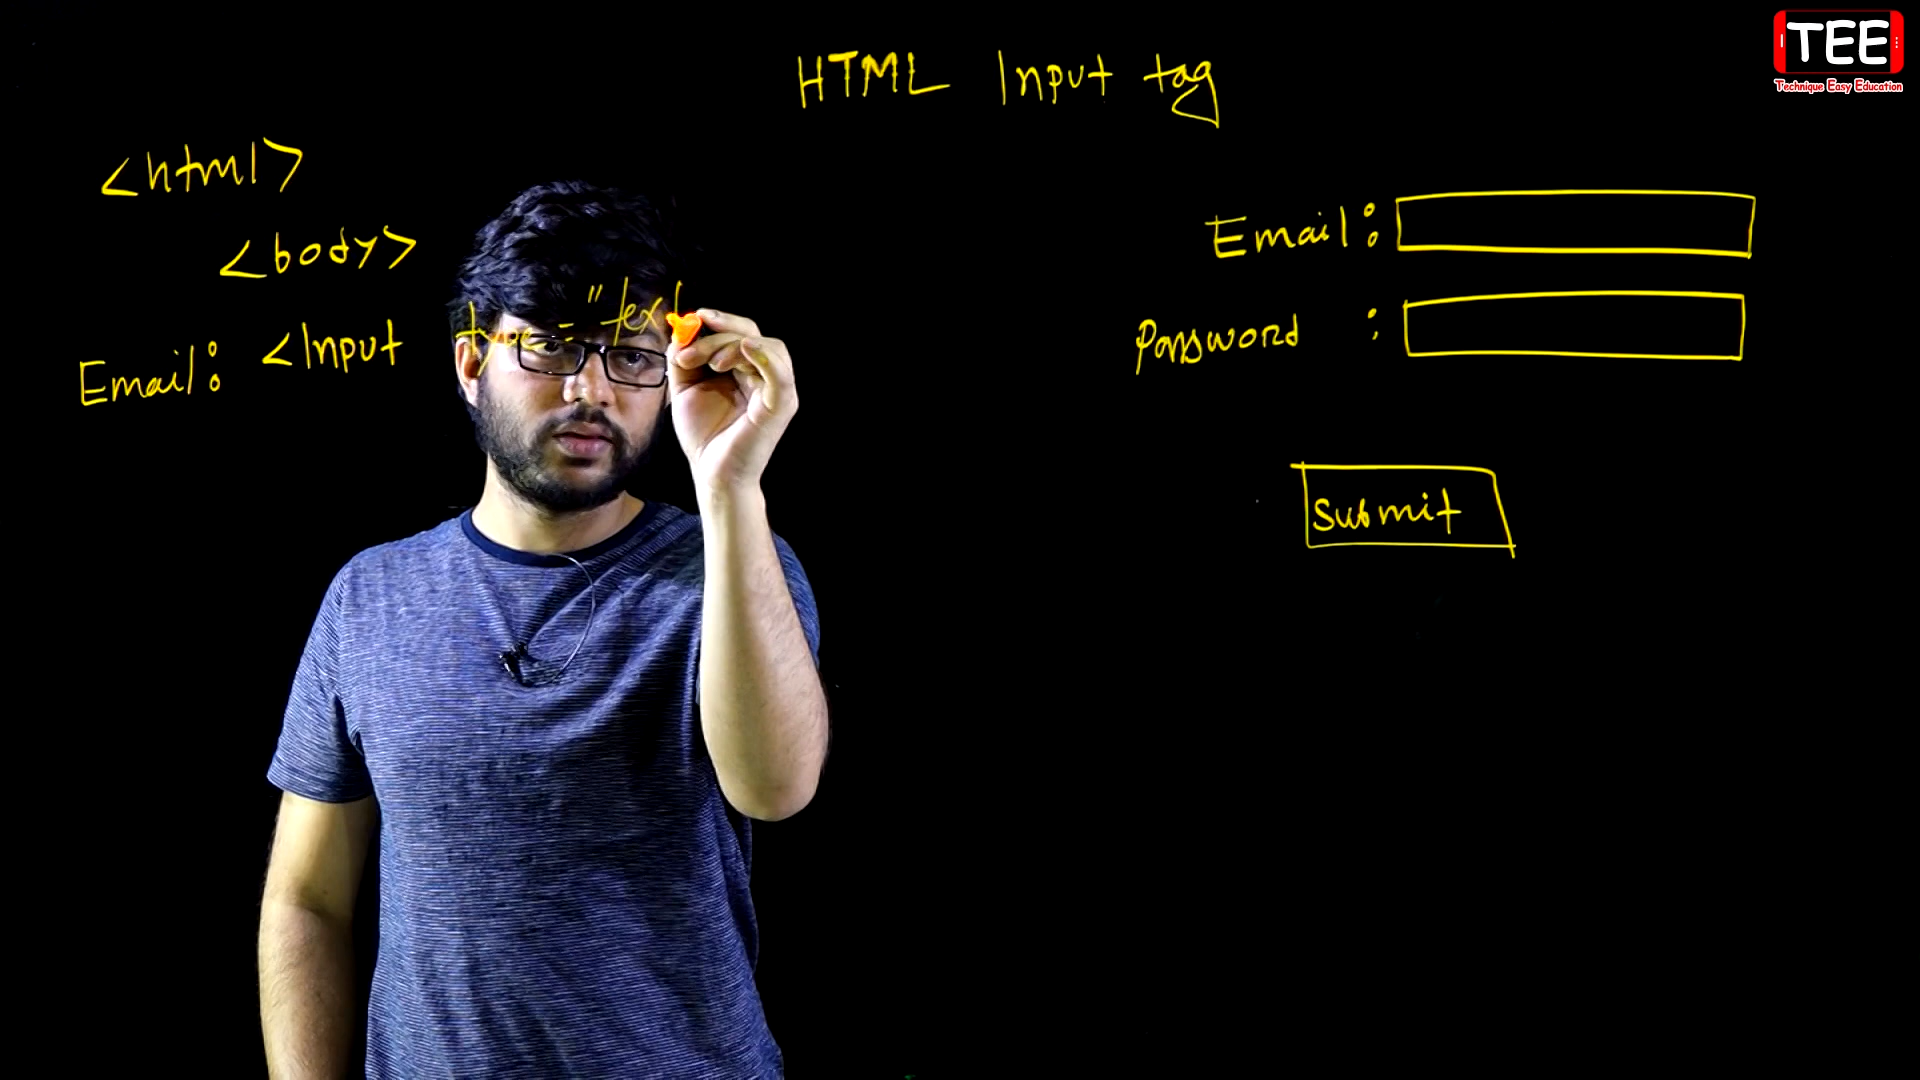 HTML Input tag
TEE
Technique Easy Education
<html>
<body>
Email: <Input type = "text
Email:
Password :
Submit